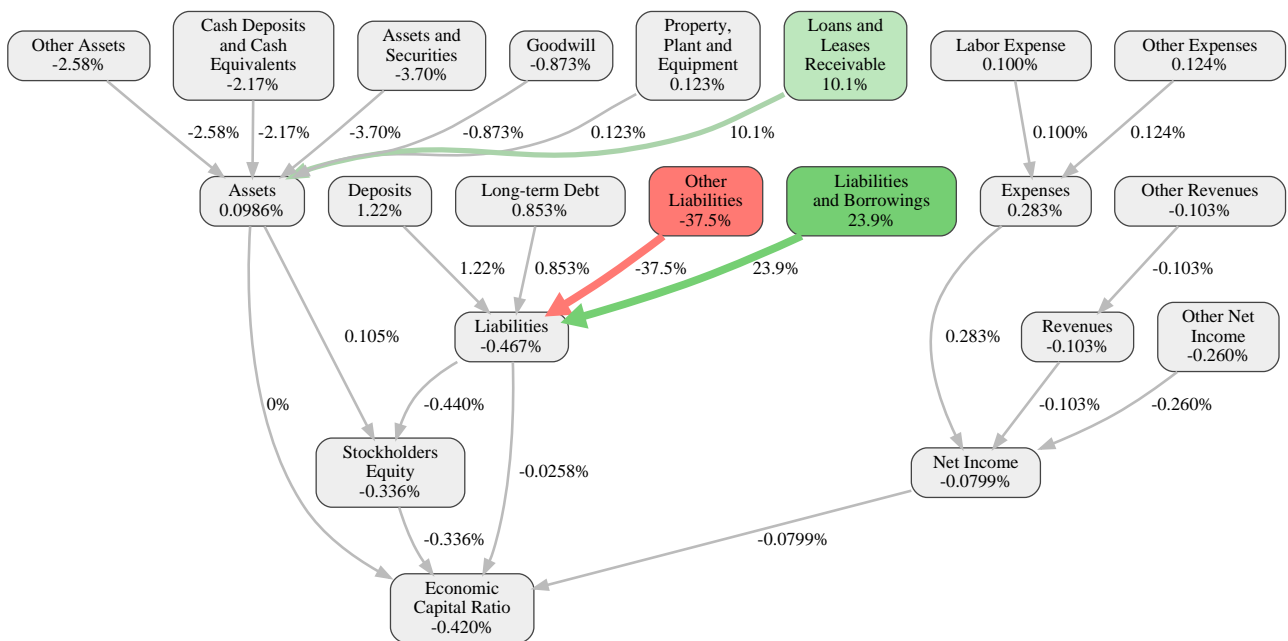 Other Assets
-2.58%
Cash Deposits
and Cash
Equivalents
-2.17%
Assets and
Securities
-3.70%
Goodwill
-0.873%
Property,
Plant and
Equipment
0.123%
Loans and
Leases
Receivable
10.1%
Labor Expense
0.100%
Other Expenses
0.124%
-2.58%
-2.17%
-3.70%
-0.873%
0.123%
10.1%
0.100%
0.124%
Assets
0.0986%
Deposits
1.22%
Long-term Debt
0.853%
Other
Liabilities
-37.5%
Liabilities
and Borrowings
23.9%
Expenses
0.283%
Other Revenues
-0.103%
1.22%
0.853%
-37.5%
23.9%
-0.103%
0.105%
Liabilities
-0.467%
0.283%
Revenues
-0.103%
Other Net
Income
-0.260%
0%
-0.440%
-0.103%
-0.260%
Stockholders
Equity
-0.336%
-0.0258%
Net Income
-0.0799%
-0.336%
-0.0799%
Economic
Capital Ratio
-0.420%